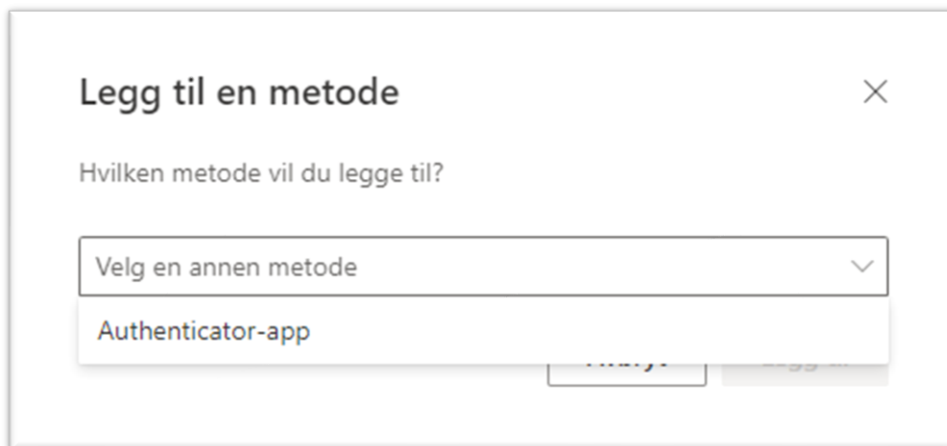 Legg til en metode
Hvilken metode vil du legge til?
Velg en annen metode
Authenticator-app